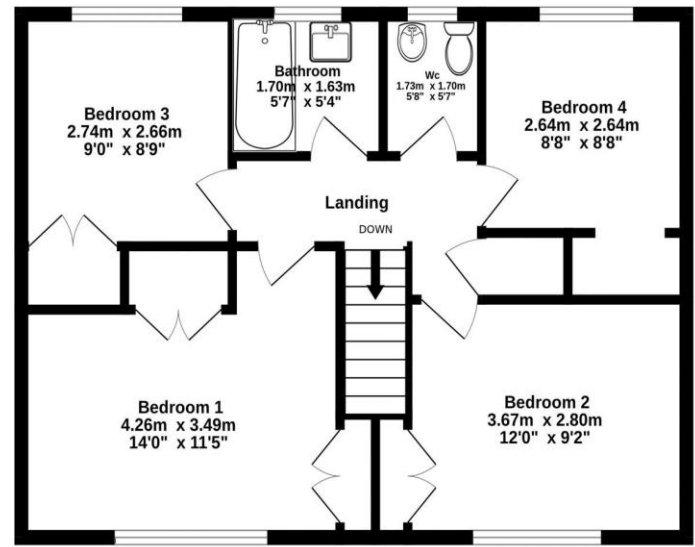 Bedroom 3
2.74m x 2.66m
9'0" x 8'9"
Bathroom
1.70m x 1.63m
5'7" x 5'4"
Wc
1.73m x 1.70m
5'8" x 5'7"
Bedroom 4
2.64m x 2.64m
8'8" x 8'8"
Landing
DOWN
Bedroom 1
4.26m x 3.49m
14'0" x 11'5"
Bedroom 2
3.67m x 2.80m
12'0" x 9'2"